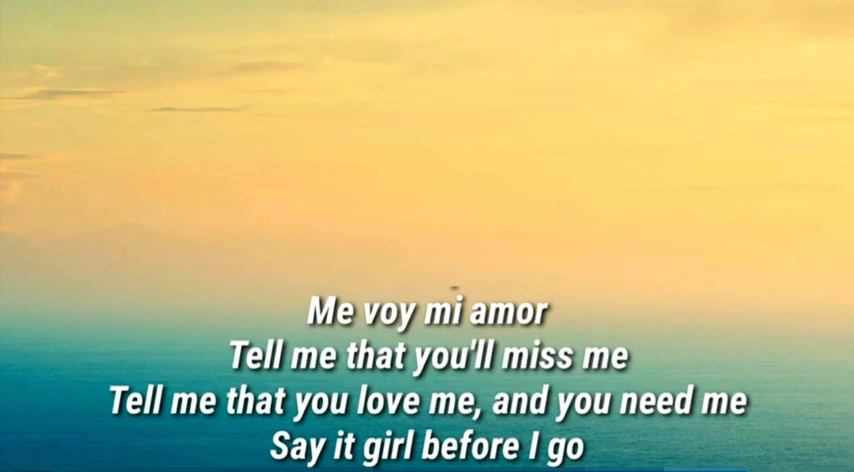 Me voy mi amor
Tell me that you'll miss me
Tell me that you love me, and you need me
Say it girl before I go